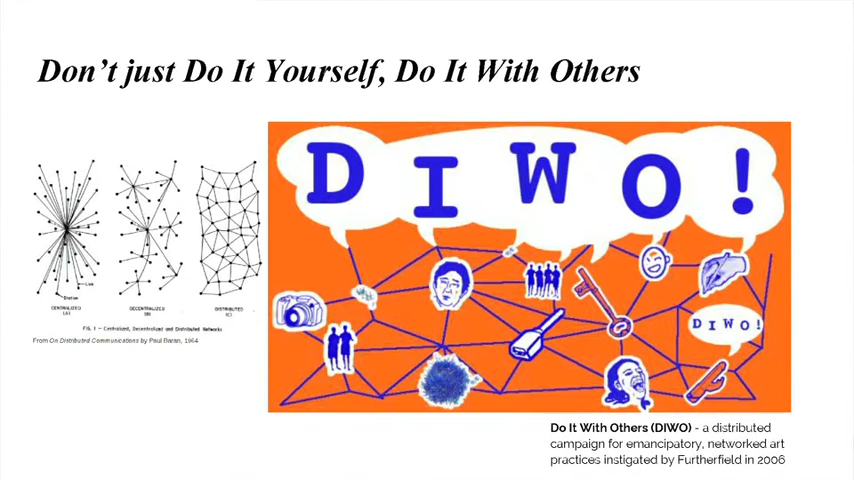 Don't just Do It Yourself, Do It With Others
DIWO!
Link
Station
CENTRALIZED
(A)
DECENTRALIZED
(B)
DISTRIBUTED
(C)
FIG. 1 – Centralized, Decentralized and Distributed Networks
From On Distributed Communications by Paul Baran, 1964
DIWO!
Do It With Others (DIWO) - a distributed
campaign for emancipatory, networked art
practices instigated by Furtherfield in 2006